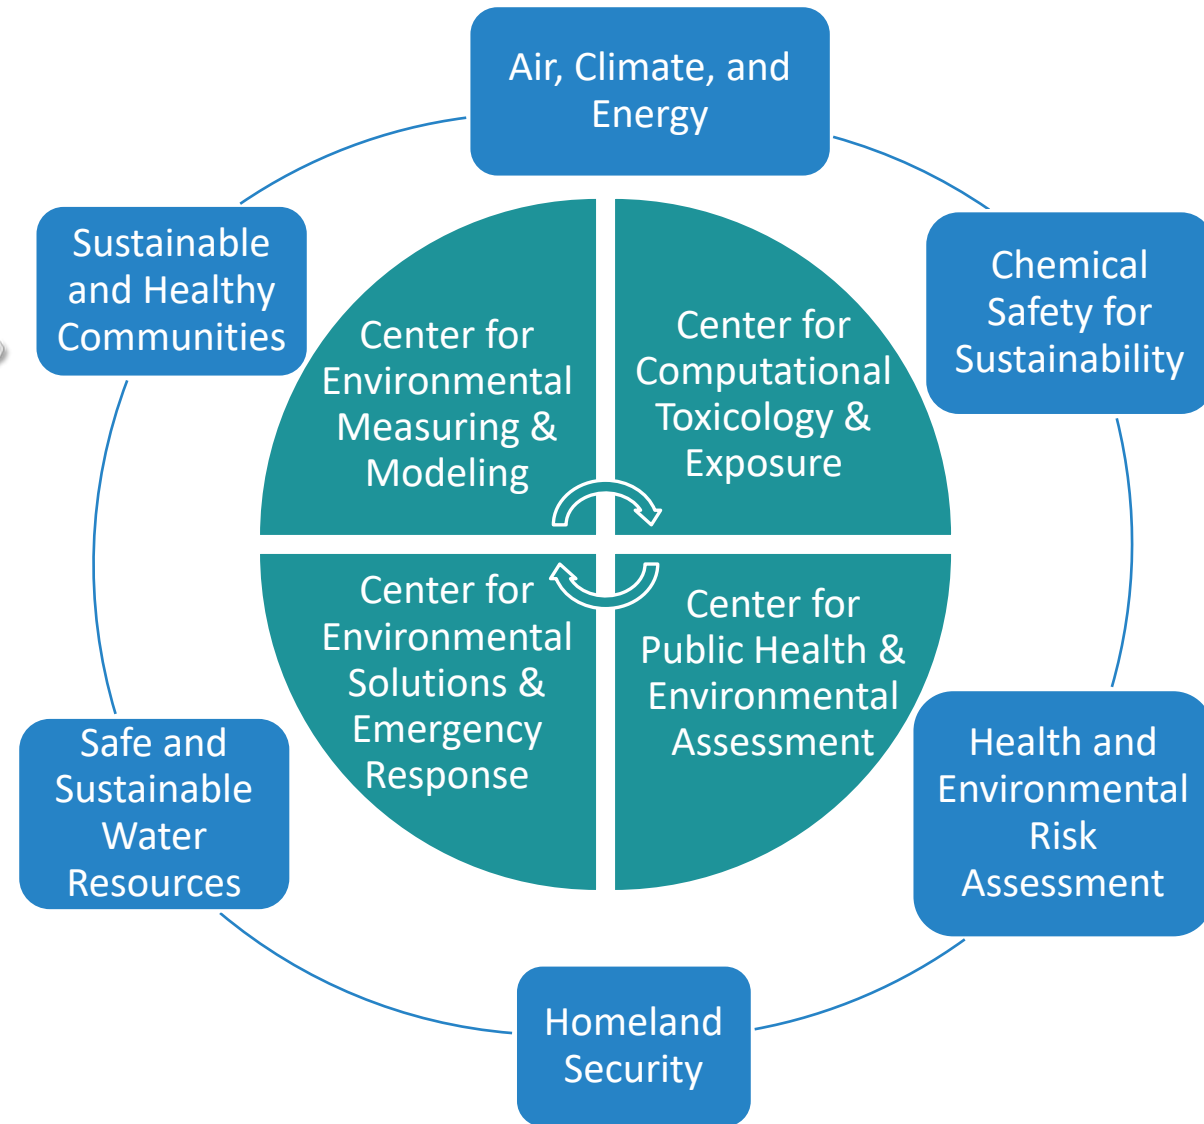 Air, Climate, and
Energy
Sustainable
and Healthy
Communities
Chemical
Safety for
Sustainability
Center for
Environmental
Measuring &
Modeling
Center for
Computational
Toxicology &
Exposure
Center for
Environmental
Solutions &
Emergency
Response
Center for
Public Health &
Environmental
Assessment
Safe and
Sustainable
Water
Resources
Health and
Environmental
Risk
Assessment
Homeland
Security